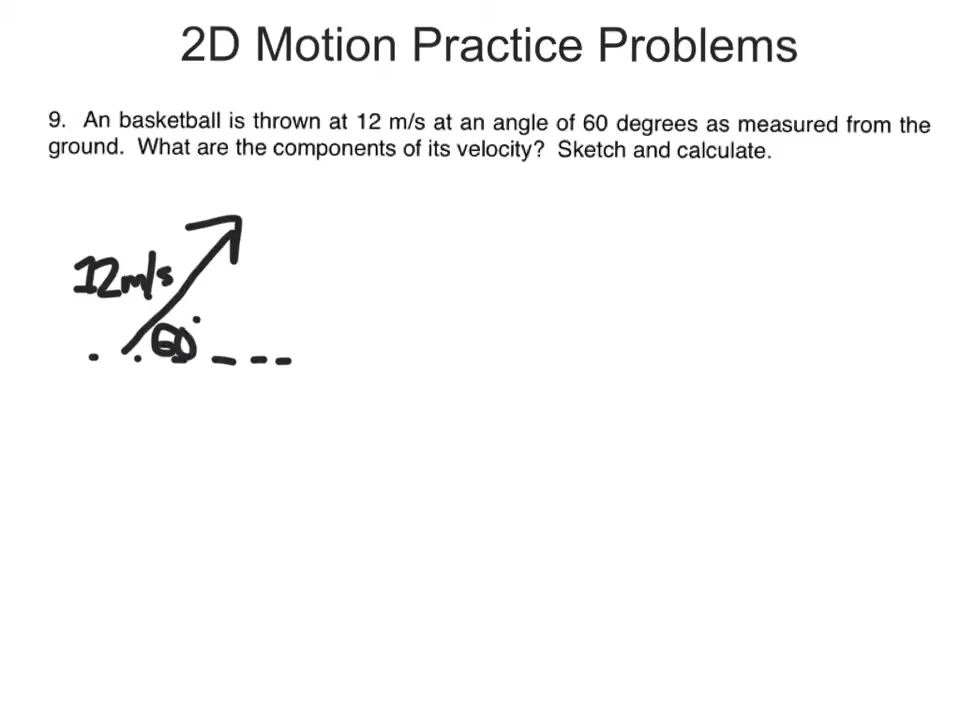 2D Motion Practice Problems
9. An basketball is thrown at 12 m/s at an angle of 60 degrees as measured from the
ground. What are the components of its velocity? Sketch and calculate.
12m/s
60°